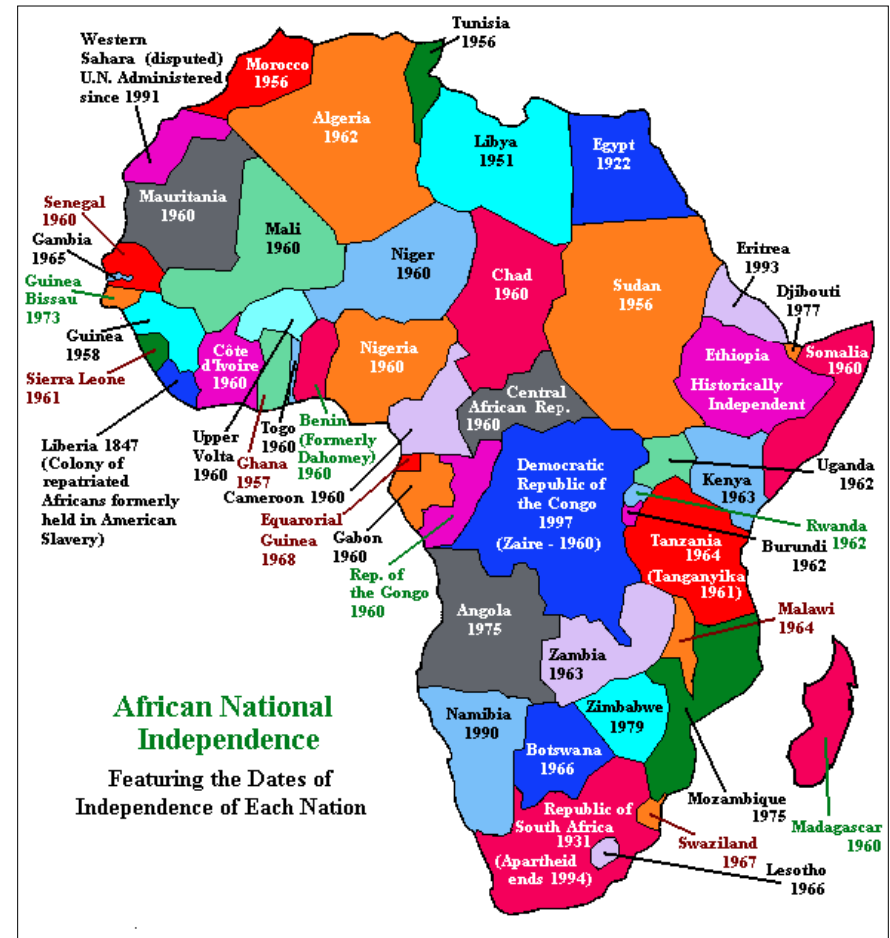 Tunisia
1956
Western
Sahara (disputed)
U.N. Administered
since 1991
Morocco
1956
Algeria
1962
Libya
1951
Egypt
1922
Mauritania
1960
Senegal
1960
Gambia
1965
Guinea
Bissau
1973
Mali
1960
Niger
1960
Chad
1960
Sudan
1956
Eritrea
1993
Djibouti
1977
Guinea
1958
Sierra Leone
1961
Côte
d'Ivoire
1960
Nigeria
1960
Ethiopia
Historically
Independent
Somalia
1960
Central
African Rep.
1960
Liberia 1847
(Colony of
repatriated
Africans formerly
held in American
Slavery)
Upper
Volta
1960
Ghana
1957
Togo
1960
Benin
(Formerly
Dahomey)
1960
Cameroon 1960
Equarorial
Guinea
1968
Gabon
1960
Rep. of
the Gongo
1960
Democratic
Republic of
the Congo
1997
(Zaire - 1960)
Uganda
1962
Kenya
1963
Rwanda
1962
Burundi
1962
Tanzania
1964
(Tanganyika
1961)
Angola
1975
Zambia
1963
Malawi
1964
African National
Independence
Featuring the Dates of
Independence of Each Nation
Namibia
1990
Zimbabwe
1979
Botswana
1966
Mozambique
1975
Madagascar
1960
Republic of
South Africa
1931
(Apartheid
ends 1994)
Swaziland
1967
Lesotho
1966